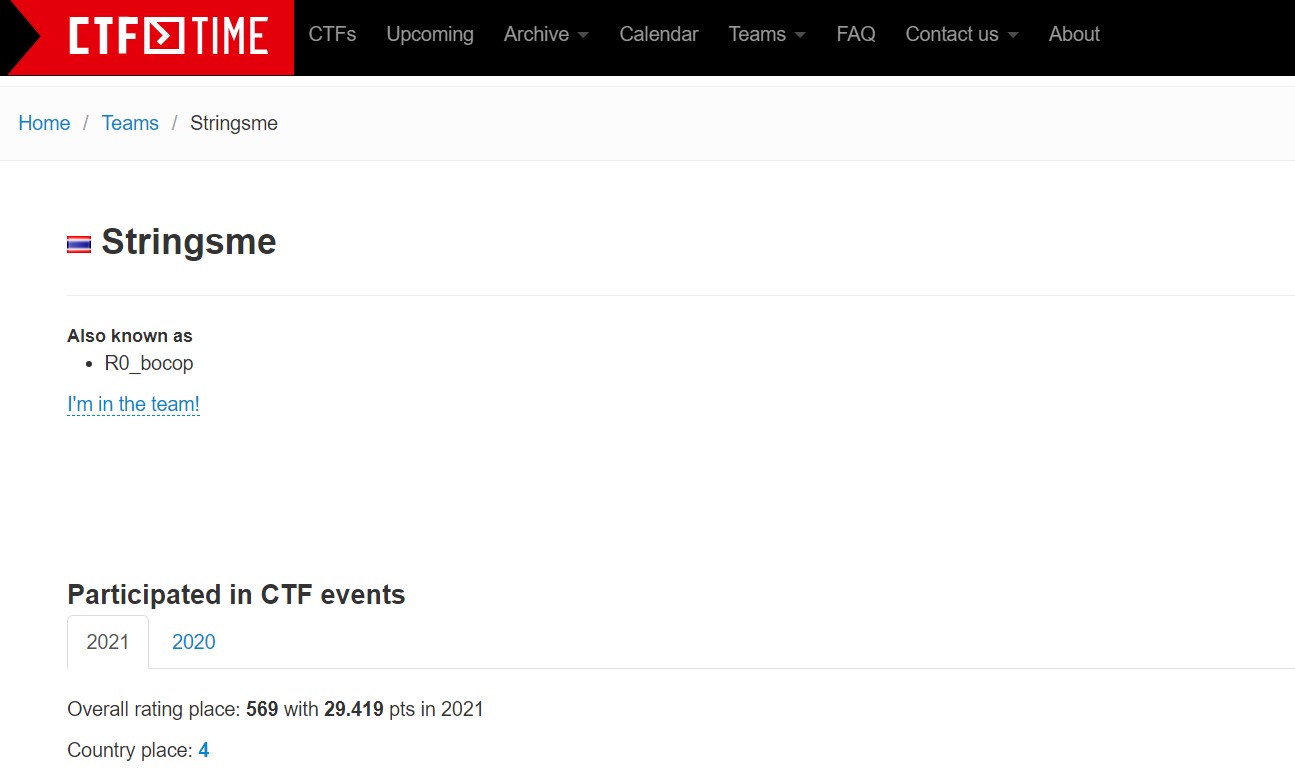 CTF TIME CTFs Upcoming Archive Calendar Teams FAQ Contact us About
Home / Teams / Stringsme
Stringsme
Also known as
• R0_bocop
I'm in the team!
Participated in CTF events
2021 2020
Overall rating place: 569 with 29.419 pts in 2021
Country place: 4